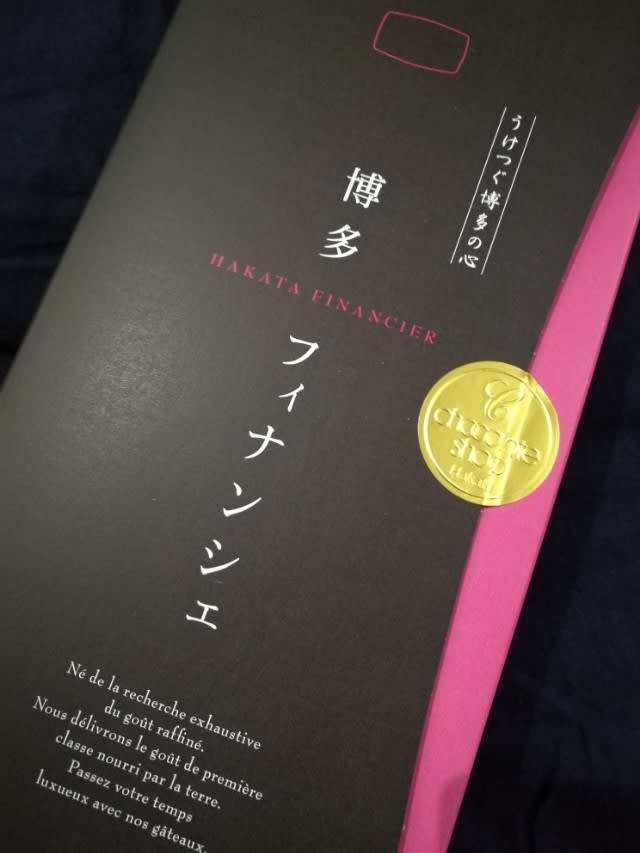 うけつぐ博多の心
博多
HAKATA FINANCIER
フィナンシェ
chocolate
shop
Hakata
Né de la recherche exhaustive
du goût raffiné.
Nous délivrons le goût de première
classe nourri par la terre.
Passez votre temps
luxueux avec nos gâteaux.